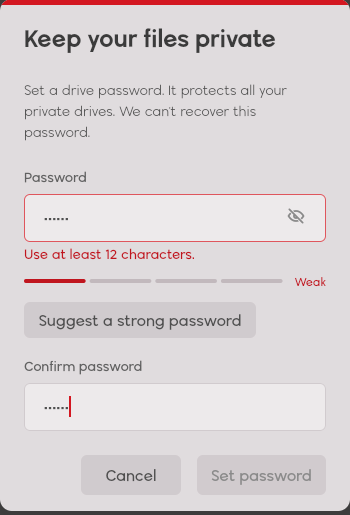 Keep your files private
Set a drive password. It protects all your
private drives. We can't recover this
password.
Password
••••••
Use at least 12 characters.
Weak
Suggest a strong password
Confirm password
••••••
Cancel
Set password